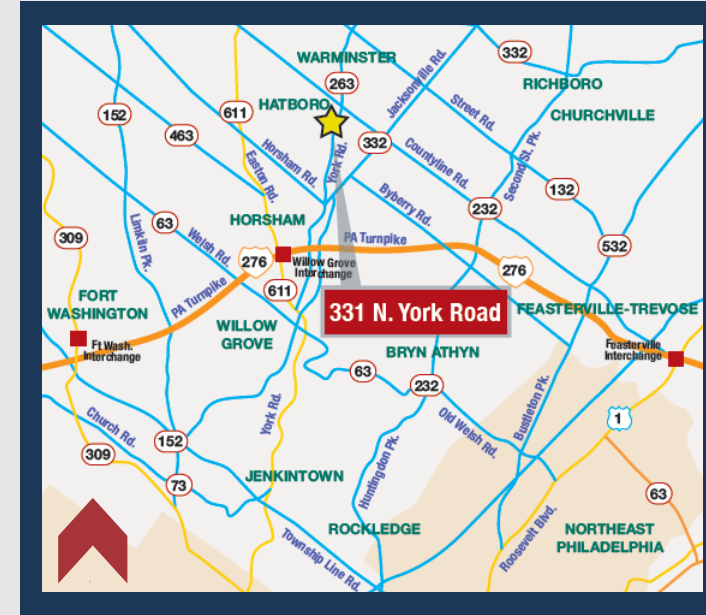 WARMINSTER
332
263
RICHBORO
Jacksonville Rd.
152
611
HATBORO
Street Rd.
CHURCHVILLE
463
332
Horsham Rd.
York Rd.
Countyline Rd.
Second St. Pk.
Easton Rd.
132
Byberry Rd.
232
HORSHAM
63
Limkiln Pk.
Welsh Rd.
309
PA Turnpike
532
276
Willow Grove
Interchange
276
611
PA Turnpike
FORT
WASHINGTON
331 N. York Road
FEASTERVILLE-TREVOSE
WILLOW
GROVE
Ft Wash.
Interchange
BRYN ATHYN
Feasterville
Interchange
63
232
Bustleton Pk.
Church Rd.
York Rd.
Old Welsh Rd.
1
152
309
Huntingdon Pk.
73
JENKINTOWN
63
ROCKLEDGE
Roosevelt Blvd.
NORTHEAST
PHILADELPHIA
Township Line Rd.